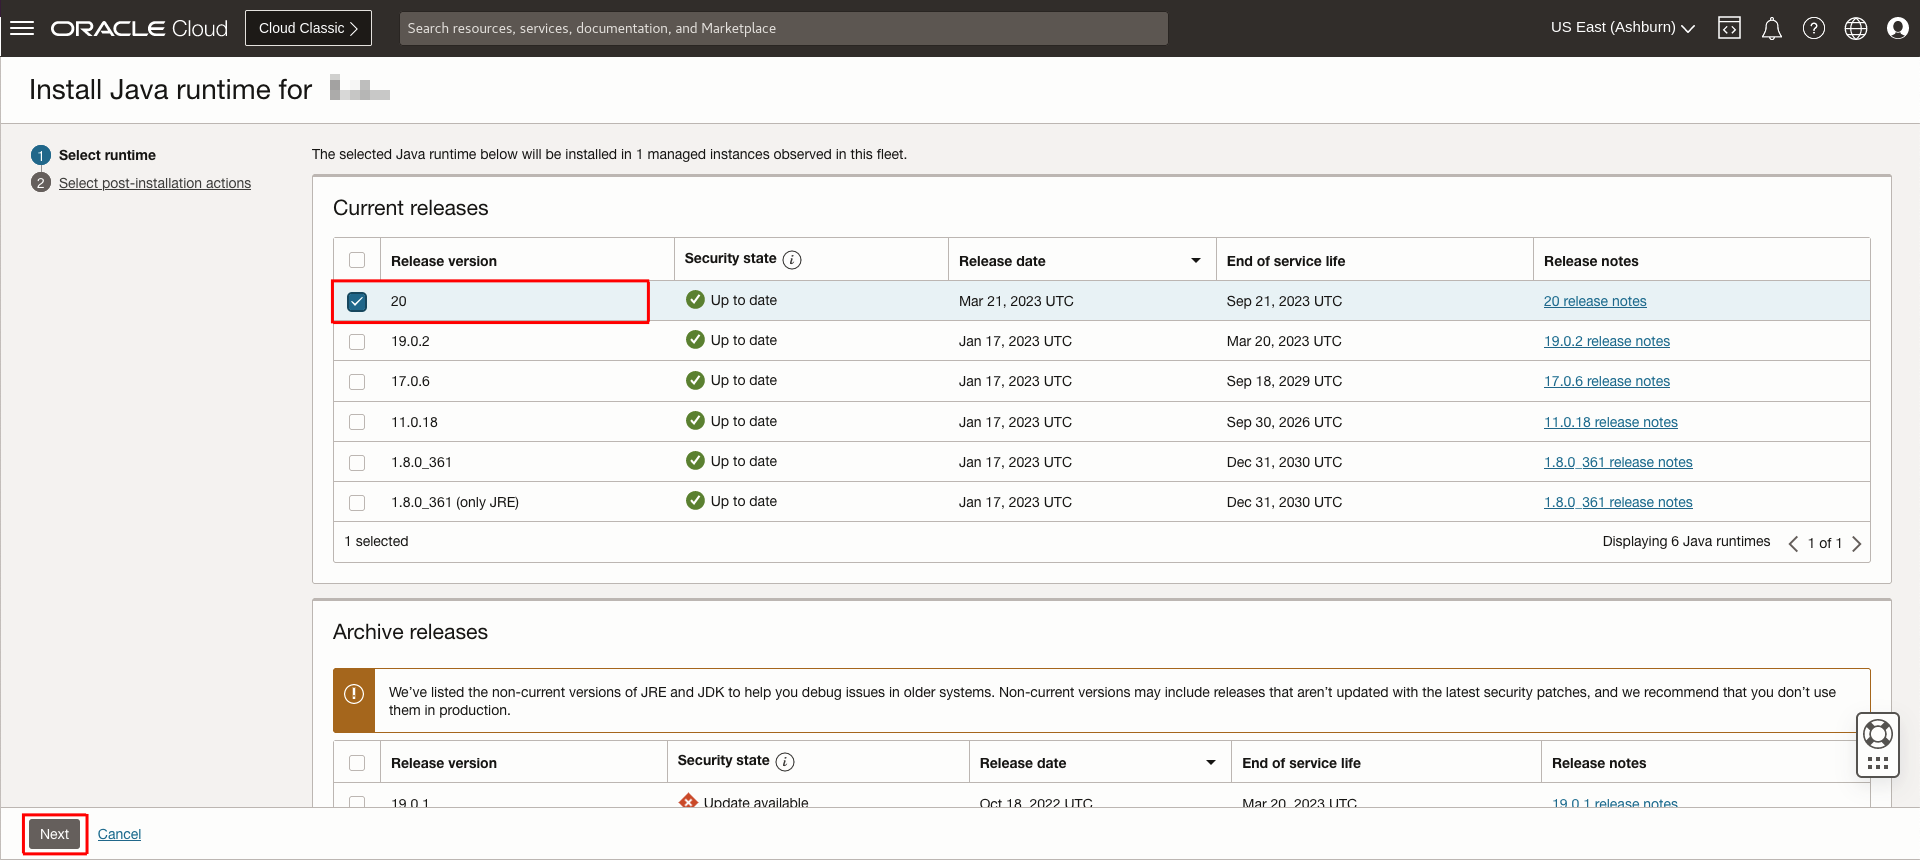 ORACLE Cloud
Cloud Classic
Search resources, services, documentation, and Marketplace
US East (Ashburn)
Install Java runtime for
1 Select runtime
2 Select post-installation actions
The selected Java runtime below will be installed in 1 managed instances observed in this fleet.
Current releases
Release version Security state i Release date End of service life Release notes
20 Up to date Mar 21, 2023 UTC Sep 21, 2023 UTC 20 release notes
19.0.2 Up to date Jan 17, 2023 UTC Mar 20, 2023 UTC 19.0.2 release notes
17.0.6 Up to date Jan 17, 2023 UTC Sep 18, 2029 UTC 17.0.6 release notes
11.0.18 Up to date Jan 17, 2023 UTC Sep 30, 2026 UTC 11.0.18 release notes
1.8.0_361 Up to date Jan 17, 2023 UTC Dec 31, 2030 UTC 1.8.0_361 release notes
1.8.0_361 (only JRE) Up to date Jan 17, 2023 UTC Dec 31, 2030 UTC 1.8.0_361 release notes
1 selected Displaying 6 Java runtimes 1 of 1
Archive releases
We've listed the non-current versions of JRE and JDK to help you debug issues in older systems. Non-current versions may include releases that aren't updated with the latest security patches, and we recommend that you don't use
them in production.
Release version Security state i Release date End of service life Release notes
19.0.1 Update available Oct 18, 2022 UTC Mar 20, 2023 UTC 19.0.1 release notes
Next Cancel